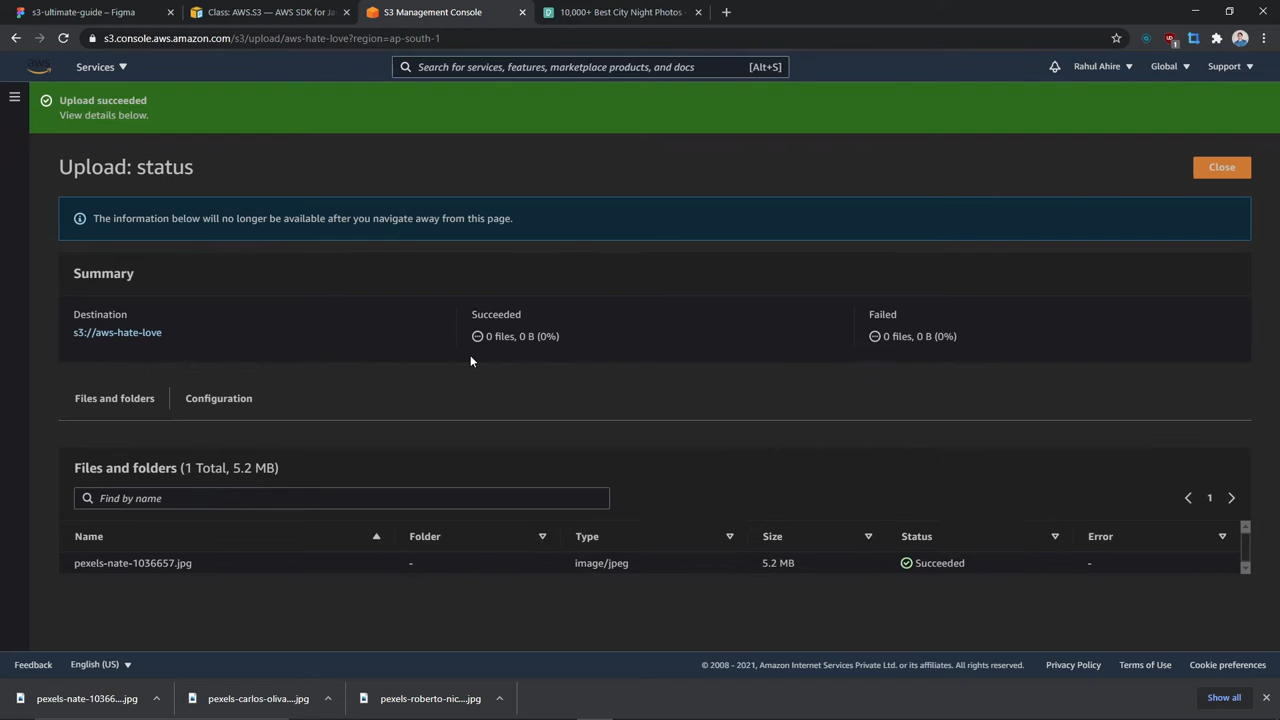 s3-ultimate-guide – Figma
Class: AWS.S3 — AWS SDK for Ja
S3 Management Console
10,000+ Best City Night Photos
s3.console.aws.amazon.com/s3/upload/aws-hate-love?region=ap-south-1
aws
Services
Search for services, features, marketplace products, and docs
[Alt+S]
Rahul Ahire
Global
Support
Upload succeeded
View details below.
Upload: status
Close
The information below will no longer be available after you navigate away from this page.
Summary
Destination
Succeeded
Failed
s3://aws-hate-love
0 files, 0 B (0%)
0 files, 0 B (0%)
Files and folders
Configuration
Files and folders (1 Total, 5.2 MB)
Find by name
1
Name
Folder
Type
Size
Status
Error
pexels-nate-1036657.jpg
-
image/jpeg
5.2 MB
Succeeded
-
Feedback
English (US)
© 2008 - 2021, Amazon Internet Services Private Ltd. or its affiliates. All rights reserved.
Privacy Policy
Terms of Use
Cookie preferences
pexels-nate-10366....jpg
pexels-carlos-oliva....jpg
pexels-roberto-nic....jpg
Show all